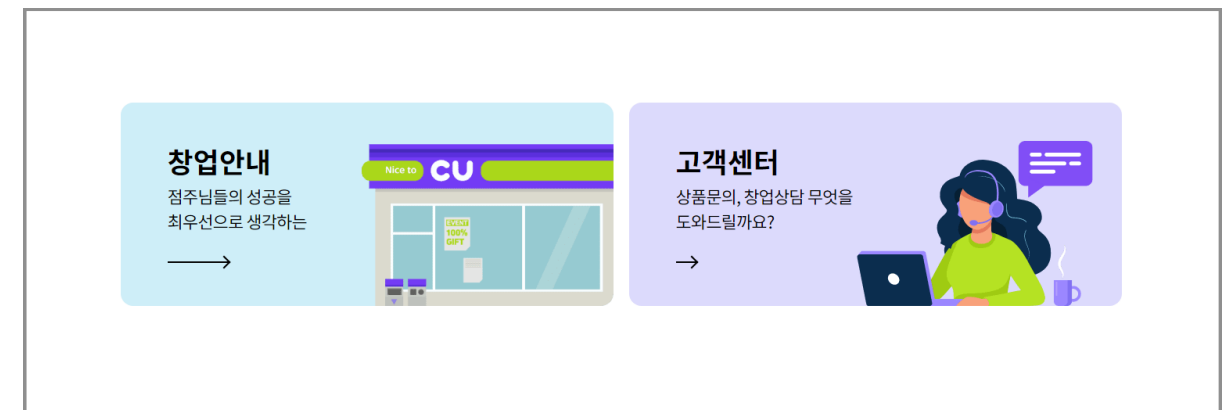 창업안내
점주님들의 성공을
최우선으로 생각하는
Nice to CU
EVENT
100%
GIFT
고객센터
상품문의, 창업상담 무엇을
도와드릴까요?